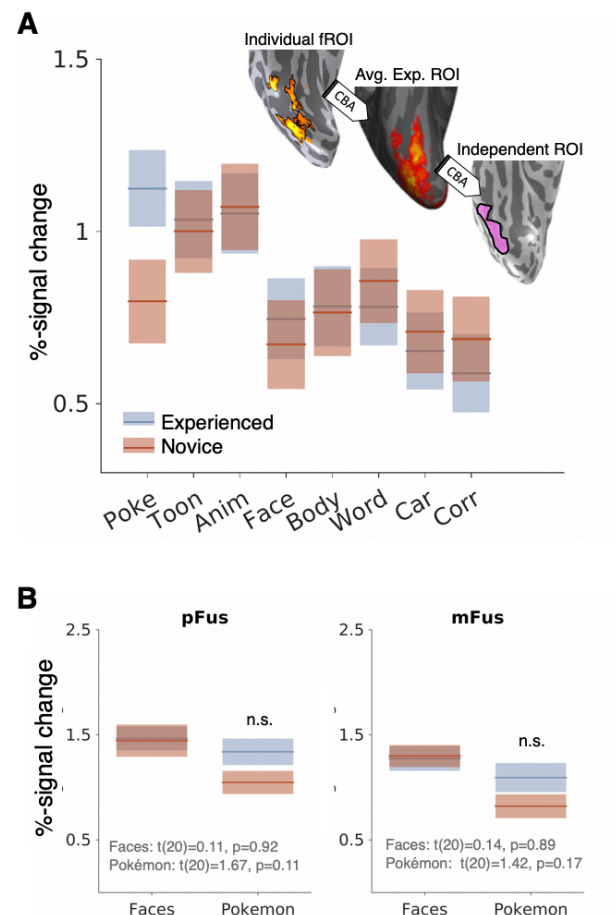 A
Individual fROI
CBA
Avg. Exp. ROI
CBA
Independent ROI
1.5
1
0.5
%-signal change
Experienced
Novice
Poke
Toon
Anim
Face
Body
Word
Car
Corr
B
pFus
2.5
1.5
0.5
%-signal change
n.s.
Faces: t(20)=0.11, p=0.92
Pokémon: t(20)=1.67, p=0.11
Faces
Pokemon
mFus
2.5
1.5
0.5
n.s.
Faces: t(20)=0.14, p=0.89
Pokémon: t(20)=1.42, p=0.17
Faces
Pokemon